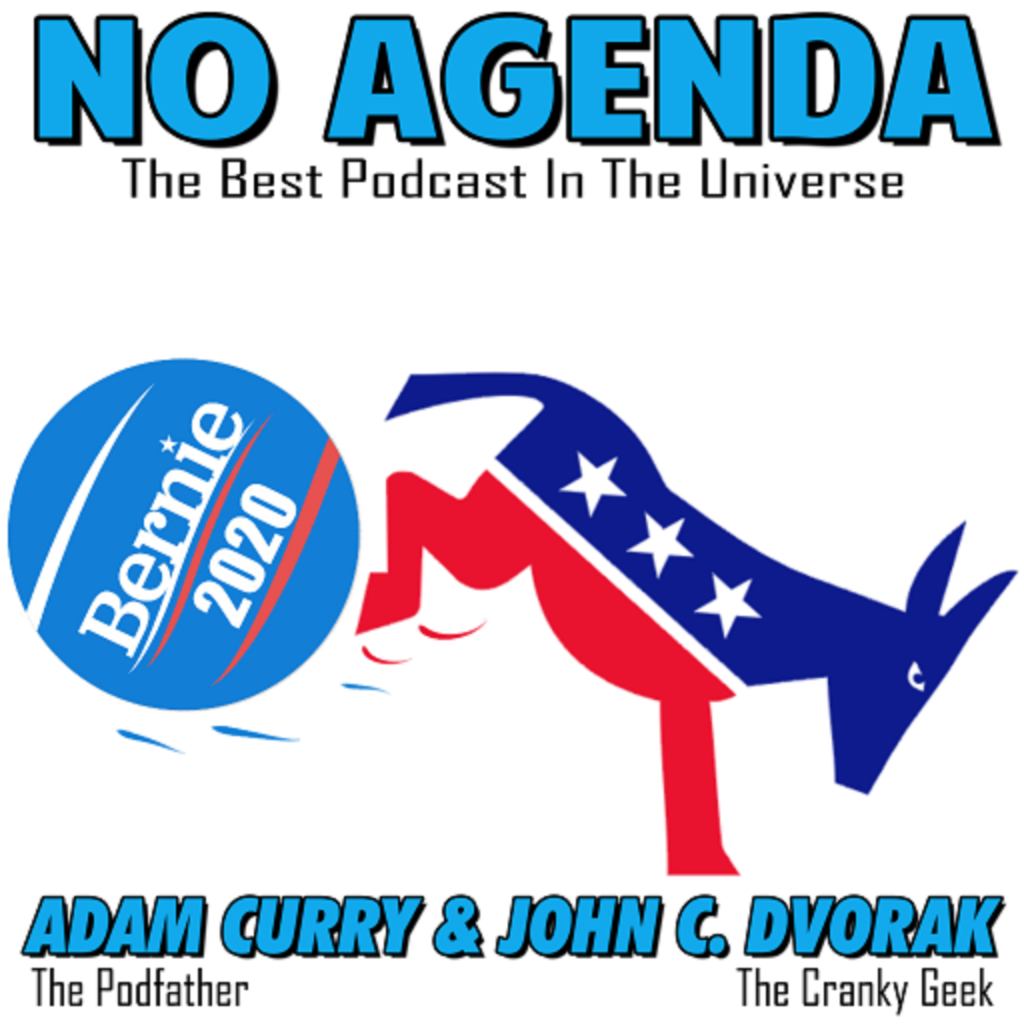 NO AGENDA
The Best Podcast In The Universe
Bernie
2020
ADAM CURRY & JOHN C. DVORAK
The Podfather
The Cranky Geek